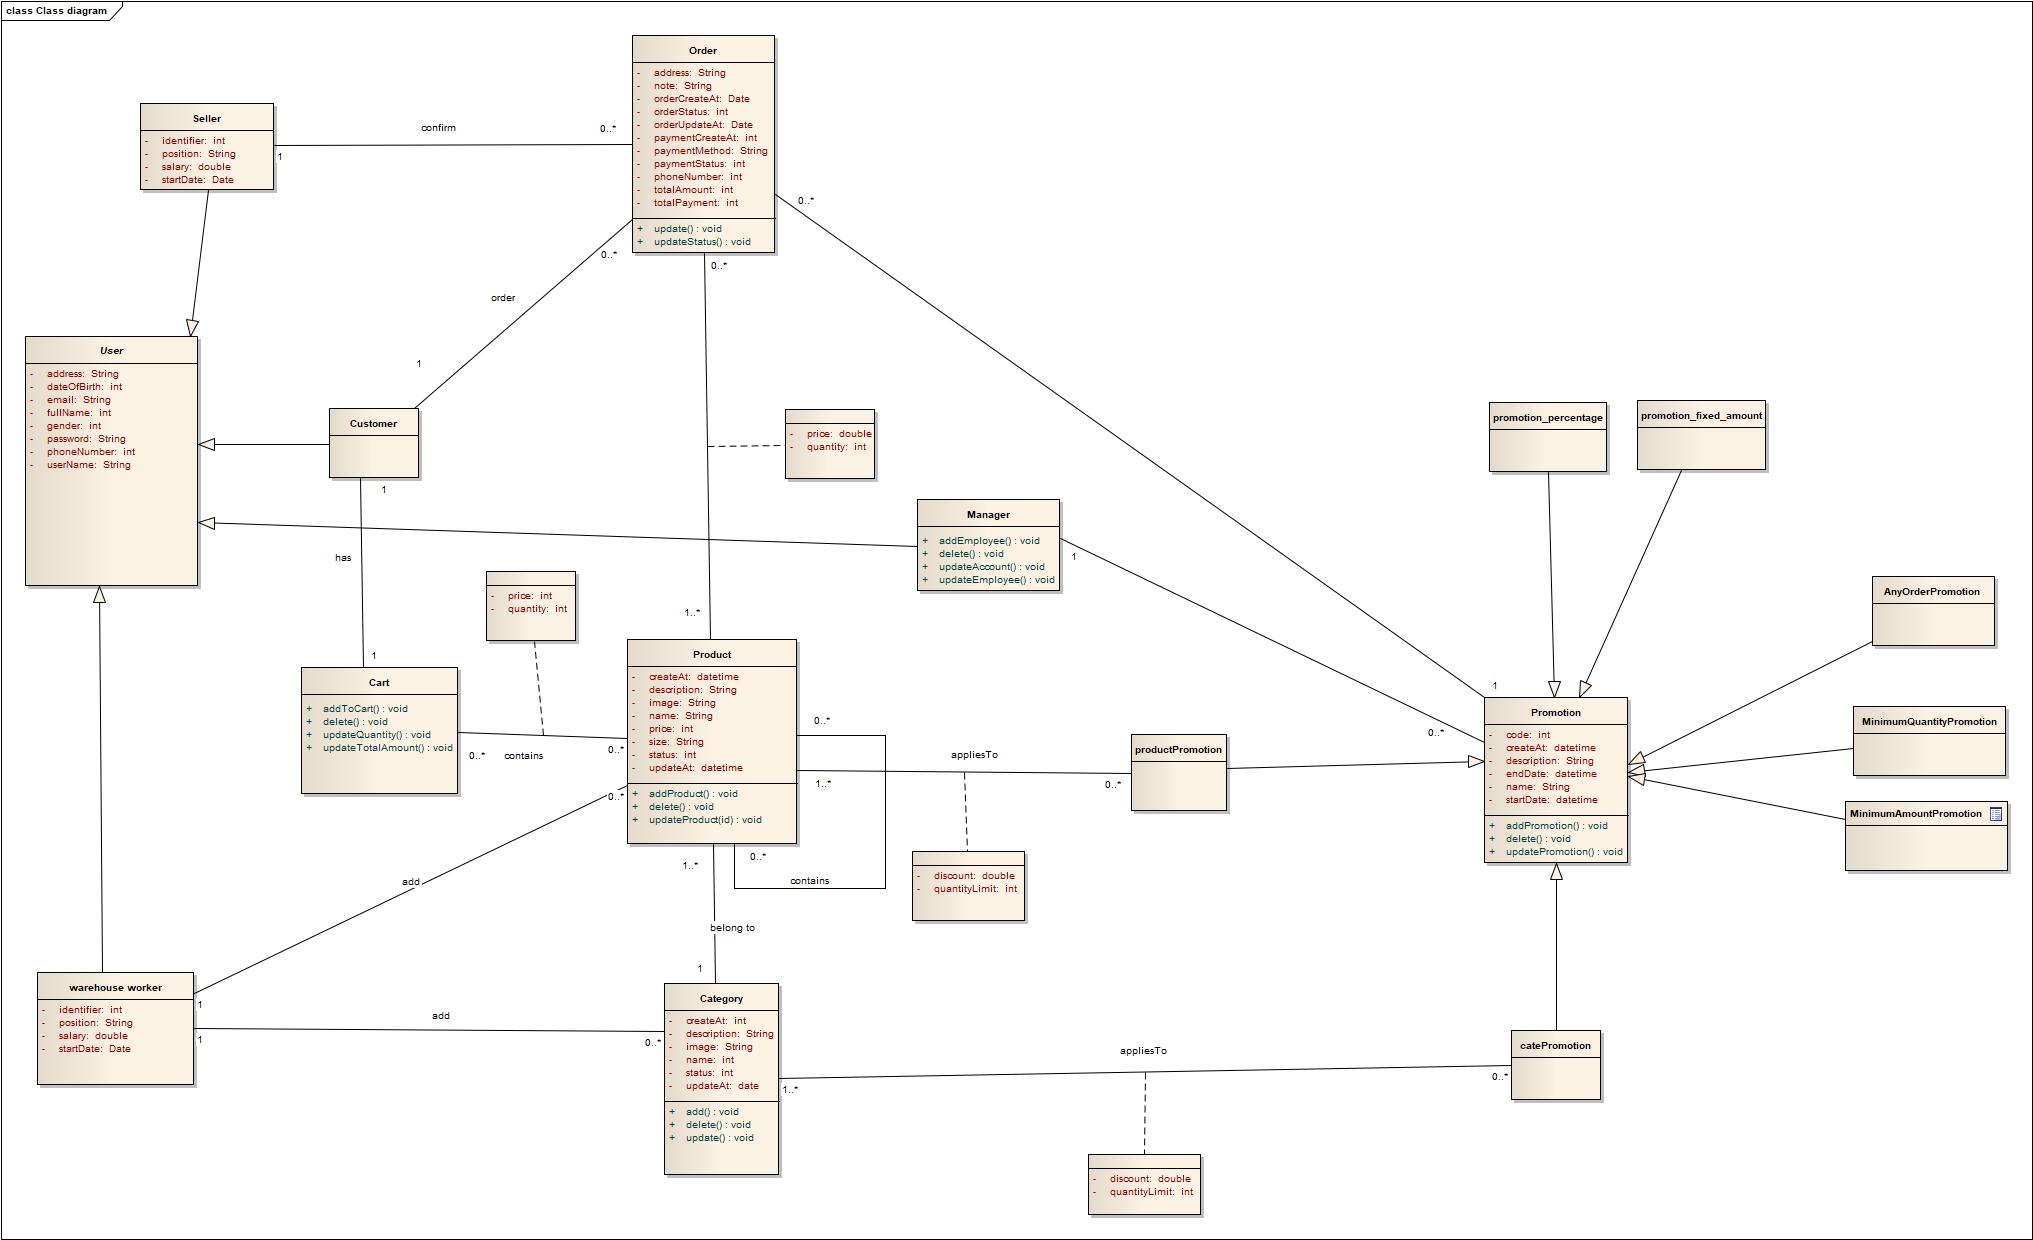 class Class diagram
Order
- address: String
- note: String
- orderCreateAt: Date
- orderStatus: int
- orderUpdateAt: Date
- paymentCreateAt: int
- paymentMethod: String
- paymentStatus: int
- phoneNumber: int
- totalAmount: int
- totalPayment: int
+ update() : void
+ updateStatus() : void
Seller
- identifier: int
- position: String
- salary: double
- startDate: Date
1
confirm
0..*
0..*
0..*
0..*
order
1
User
- address: String
- dateOfBirth: int
- email: String
- fullName: int
- gender: int
- password: String
- phoneNumber: int
- userName: String
Customer
1
has
1
- price: double
- quantity: int
Manager
+ addEmployee() : void
+ delete() : void
+ updateAccount() : void
+ updateEmployee() : void
1
promotion_percentage
promotion_fixed_amount
AnyOrderPromotion
MinimumQuantityPromotion
MinimumAmountPromotion
- price: int
- quantity: int
1..*
Cart
+ addToCart() : void
+ delete() : void
+ updateQuantity() : void
+ updateTotalAmount() : void
0..*
contains
0..*
0..*
Product
- createAt: datetime
- description: String
- image: String
- name: String
- price: int
- size: String
- status: int
- updateAt: datetime
+ addProduct() : void
+ delete() : void
+ updateProduct(id) : void
0..*
1..*
appliesTo
0..*
productPromotion
1
0..*
Promotion
- code: int
- createAt: datetime
- description: String
- endDate: datetime
- name: String
- startDate: datetime
+ addPromotion() : void
+ delete() : void
+ updatePromotion() : void
- discount: double
- quantityLimit: int
0..*
contains
1..*
belong to
1
add
warehouse worker
- identifier: int
- position: String
- salary: double
- startDate: Date
1
1
add
0..*
Category
- createAt: int
- description: String
- image: String
- name: int
- status: int
- updateAt: date
+ add() : void
+ delete() : void
+ update() : void
1..*
appliesTo
0..*
catePromotion
- discount: double
- quantityLimit: int